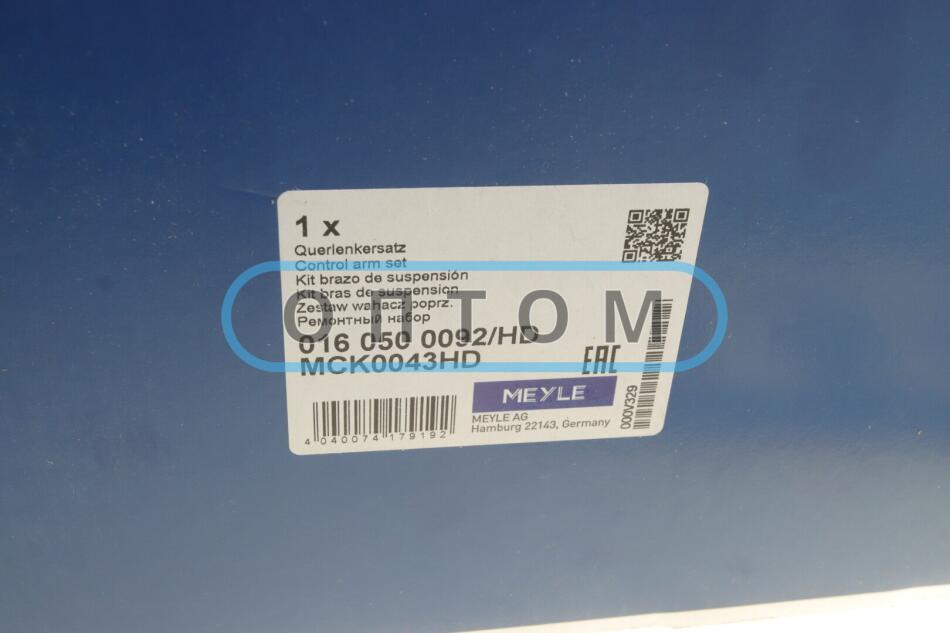 1 x
Querlenkersatz
Control arm set
Kit brazo de suspensión
Kit bras de suspension
Zestaw wahacz poprz.
Ремонтный набор
016 050 0092/HD
MCK0043HD
ОПТОМ
EAC
MEYLE
MEYLE AG
Hamburg 22143, Germany
4 040074 179192
000V329